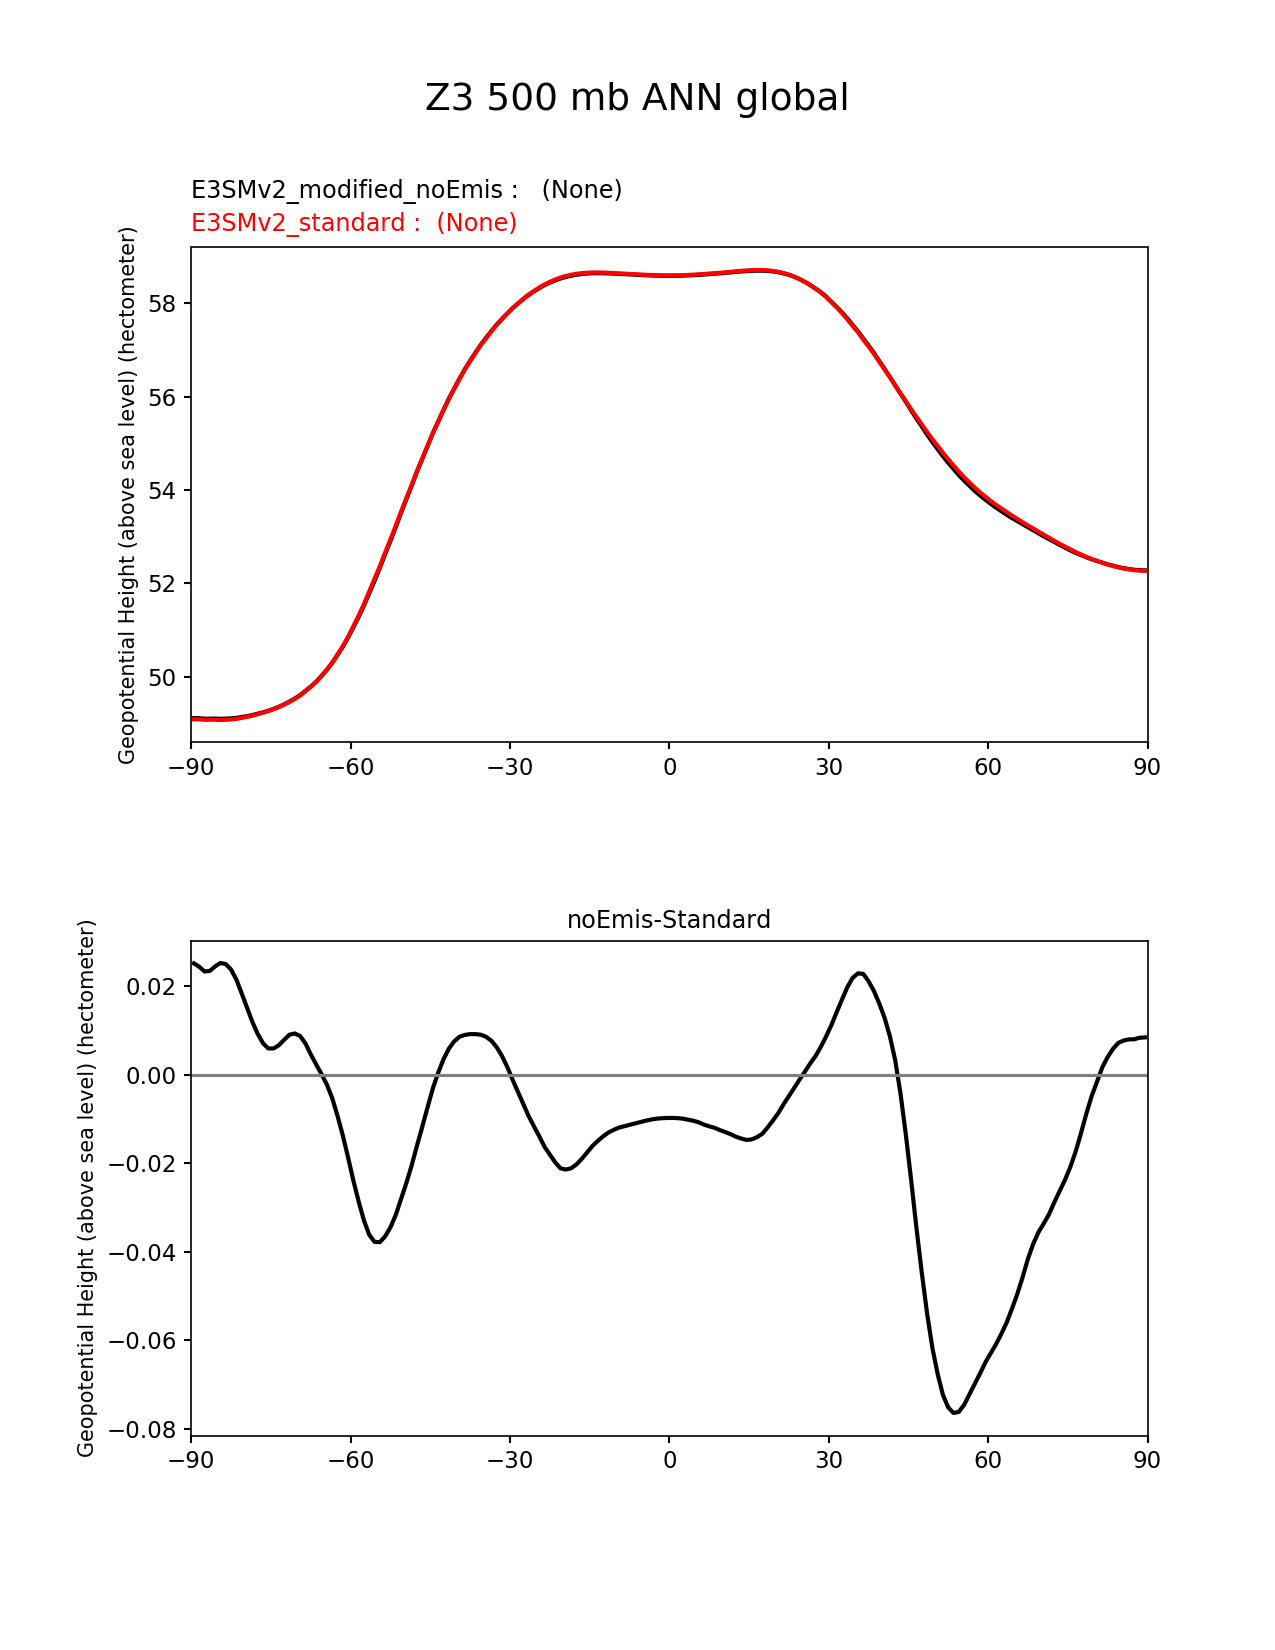 Z3 500 mb ANN global
E3SMv2_modified_noEmis :   (None)
E3SMv2_standard :  (None)
Geopotential Height (above sea level) (hectometer)
58
56
54
52
50
−90 −60 −30 0 30 60 90
noEmis-Standard
Geopotential Height (above sea level) (hectometer)
0.02
0.00
−0.02
−0.04
−0.06
−0.08
−90 −60 −30 0 30 60 90